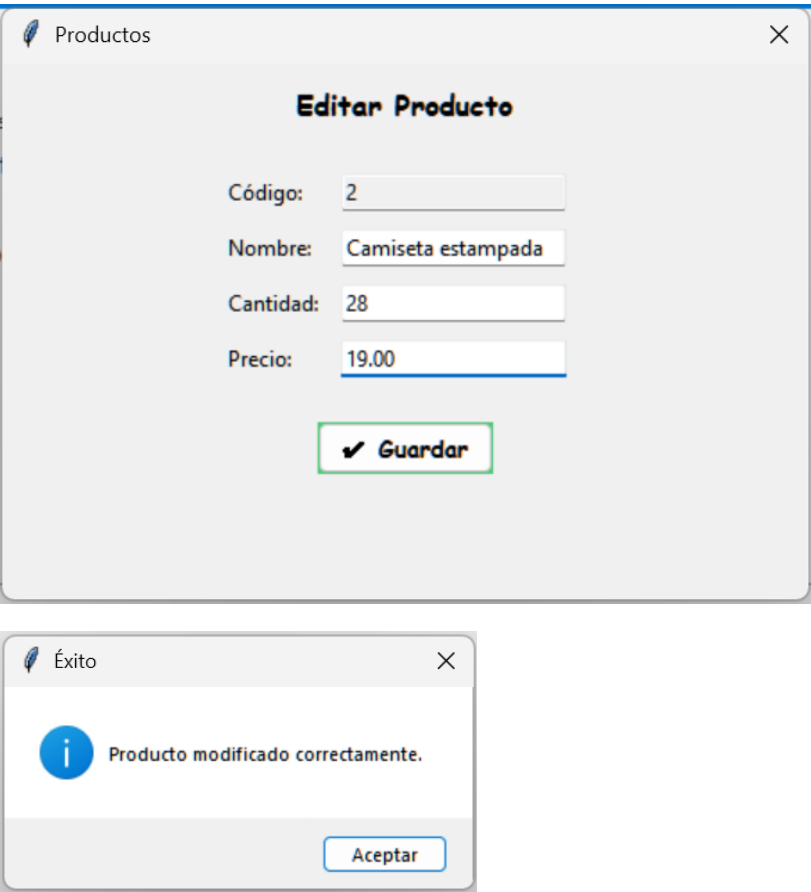 Productos
Editar Producto
Código: 2
Nombre: Camiseta estampada
Cantidad: 28
Precio: 19.00
✔ Guardar
Éxito
Producto modificado correctamente.
Aceptar